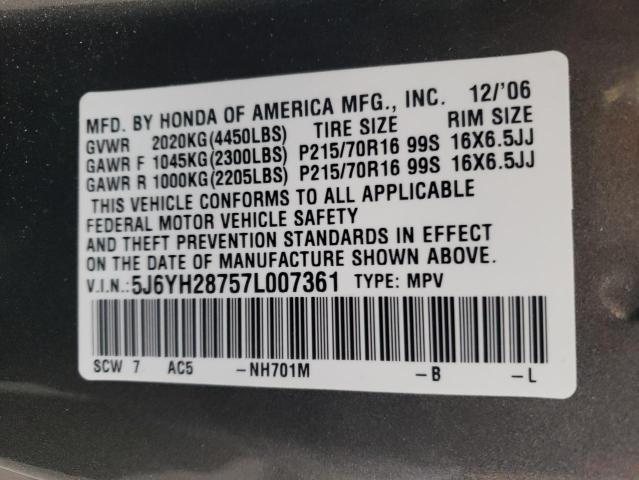 MFD. BY HONDA OF AMERICA MFG., INC. 12/'06
GVWR 2020KG(4450LBS) TIRE SIZE RIM SIZE
GAWR F 1045KG(2300LBS) P215/70R16 99S 16X6.5JJ
GAWR R 1000KG(2205LBS) P215/70R16 99S 16X6.5JJ
THIS VEHICLE CONFORMS TO ALL APPLICABLE
FEDERAL MOTOR VEHICLE SAFETY
AND THEFT PREVENTION STANDARDS IN EFFECT
ON THE DATE OF MANUFACTURE SHOWN ABOVE.
V.I.N.:5J6YH28757L007361 TYPE: MPV
SCW 7 AC5 -NH701M -B -L